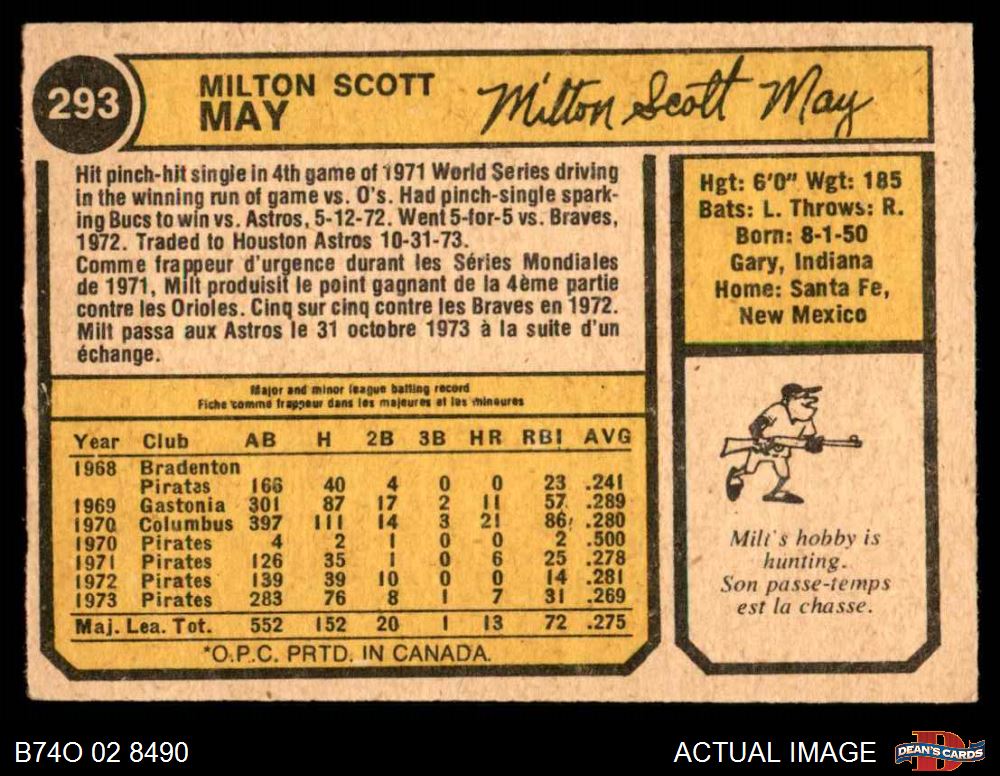 293
MILTON SCOTT
MAY
Milton Scott May
Hit pinch-hit single in 4th game of 1971 World Series driving
in the winning run of game vs. O's. Had pinch-single spark-
ing Bucs to win vs. Astros, 5-12-72. Went 5-for-5 vs. Braves,
1972. Traded to Houston Astros 10-31-73.
Comme frappeur d'urgence durant les Séries Mondiales
de 1971, Milt produisit le point gagnant de la 4ème partie
contre les Orioles. Cinq sur cinq contre les Braves en 1972.
Milt passa aux Astros le 31 octobre 1973 à la suite d'un
échange.
Hgt: 6'0" Wgt: 185
Bats: L. Throws: R.
Born: 8-1-50
Gary, Indiana
Home: Santa Fe,
New Mexico
Major and minor league batting record
Fiche comme frappeur dans les majeures et les mineures
Year Club AB H 2B 3B HR RBI AVG
1968 Bradenton
Piratas 166 40 4 0 0 23 .241
1969 Gastonia 301 87 17 2 11 57 .289
1970 Columbus 397 111 14 3 21 86 .280
1970 Pirates 4 2 1 0 0 2 .500
1971 Pirates 126 35 1 0 6 25 .278
1972 Pirates 139 39 10 0 0 14 .281
1973 Pirates 283 76 8 1 7 31 .269
Maj. Lea. Tot. 552 152 20 1 13 72 .275
*O.P.C. PRTD. IN CANADA.
Milt's hobby is
hunting.
Son passe-temps
est la chasse.
B74O 02 8490
ACTUAL IMAGE
DEAN'S CARDS